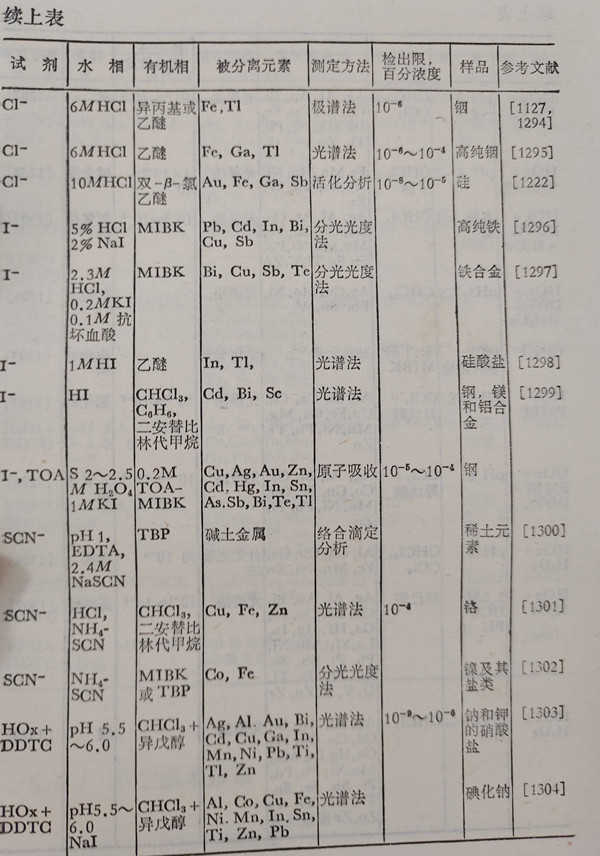 续上表
试 剂 水 相 有机相 被分离元素 测定方法 检出限, 样品 参考文献
百分浓度
Cl⁻ 6M HCl 异丙基或 Fe,Tl 极谱法 10⁻⁶ 铟 [1127,
乙醚 1294]
Cl⁻ 6MHCl 乙醚 Fe, Ga, Tl 光谱法 10⁻⁶～10⁻⁴ 高纯铟 [1295]
Cl⁻ 10MHCl 双-β-氯 Au, Fe, Ga, Sb 活化分析 10⁻⁸～10⁻⁵ 硅 [1222]
乙醚
I⁻ 5% HCl MIBK Pb, Cd, In, Bi, 分光光度 高纯铁 [1296]
2% NaI Cu, Sb 法
I⁻ 2.3M MIBK Bi, Cu, Sb, Te 分光光度 铁合金 [1297]
HCl, 法
0.2MKI
0.1M 抗
坏血酸
I⁻ 1MHI 乙醚 In, Tl, 光谱法 硅酸盐 [1298]
I⁻ HI CHCl₃, Cd, Bi, Sc 光谱法 钢, 镁 [1299]
C₆H₆, 和铝合
二安替比 金
林代甲烷
I⁻, TOA S 2～2.5 0.2M Cu, Ag, Au, Zn, 原子吸收 10⁻⁵～10⁻⁴ 钢
M H₂O₄ TOA- Cd, Hg, In, Sn,
1MKI MIBK As, Sb, Bi, Te, Tl
SCN⁻ pH 1, TBP 碱土金属 络合滴定 稀土元 [1300]
EDTA, 分析 素
2.4M
NaSCN
SCN⁻ HCl, CHCl₃, Cu, Fe, Zn 光谱法 10⁻⁴ 铬 [1301]
NH₄- 二安替比
SCN 林代甲烷
SCN⁻ NH₄- MIBK Co, Fe 分光光度 镍及其 [1302]
SCN 或 TBP 法 盐类
HOx+ pH 5.5 CHCl₃+ Ag, Al, Au, Bi, 光谱法 10⁻⁹～10⁻⁶ 钠和钾 [1303]
DDTC ～6.0 异戊醇 Cd, Cu, Ga, In, 的硝酸
Mn, Ni, Pb, Ti, 盐
Tl, Zn
HOx+ pH5.5～ CHCl₃+ Al, Co, Cu, Fe, 光谱法 碘化钠 [1304]
DDTC 6.0 异戊醇 Ni, Mn, In, Sn,
NaI Ti, Zn, Pb